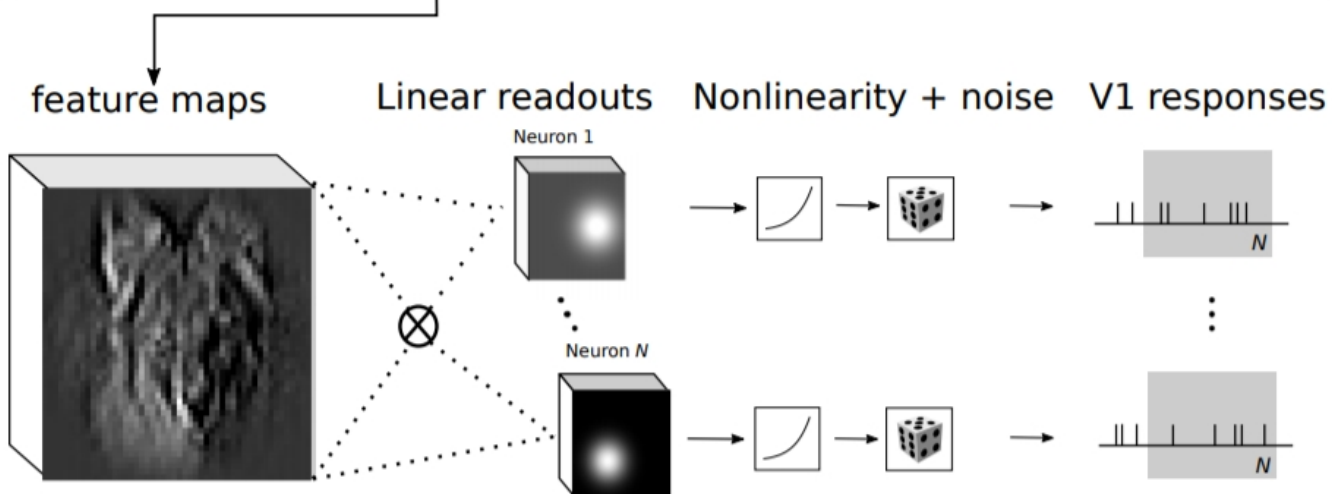 feature maps
Linear readouts
Nonlinearity + noise
V1 responses
Neuron 1
N
Neuron N
N